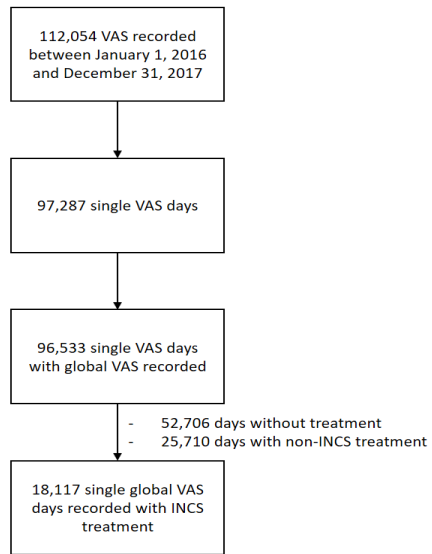 112,054 VAS recorded
between January 1, 2016
and December 31, 2017
97,287 single VAS days
96,533 single VAS days
with global VAS recorded
- 52,706 days without treatment
- 25,710 days with non-INCS treatment
18,117 single global VAS
days recorded with INCS
treatment